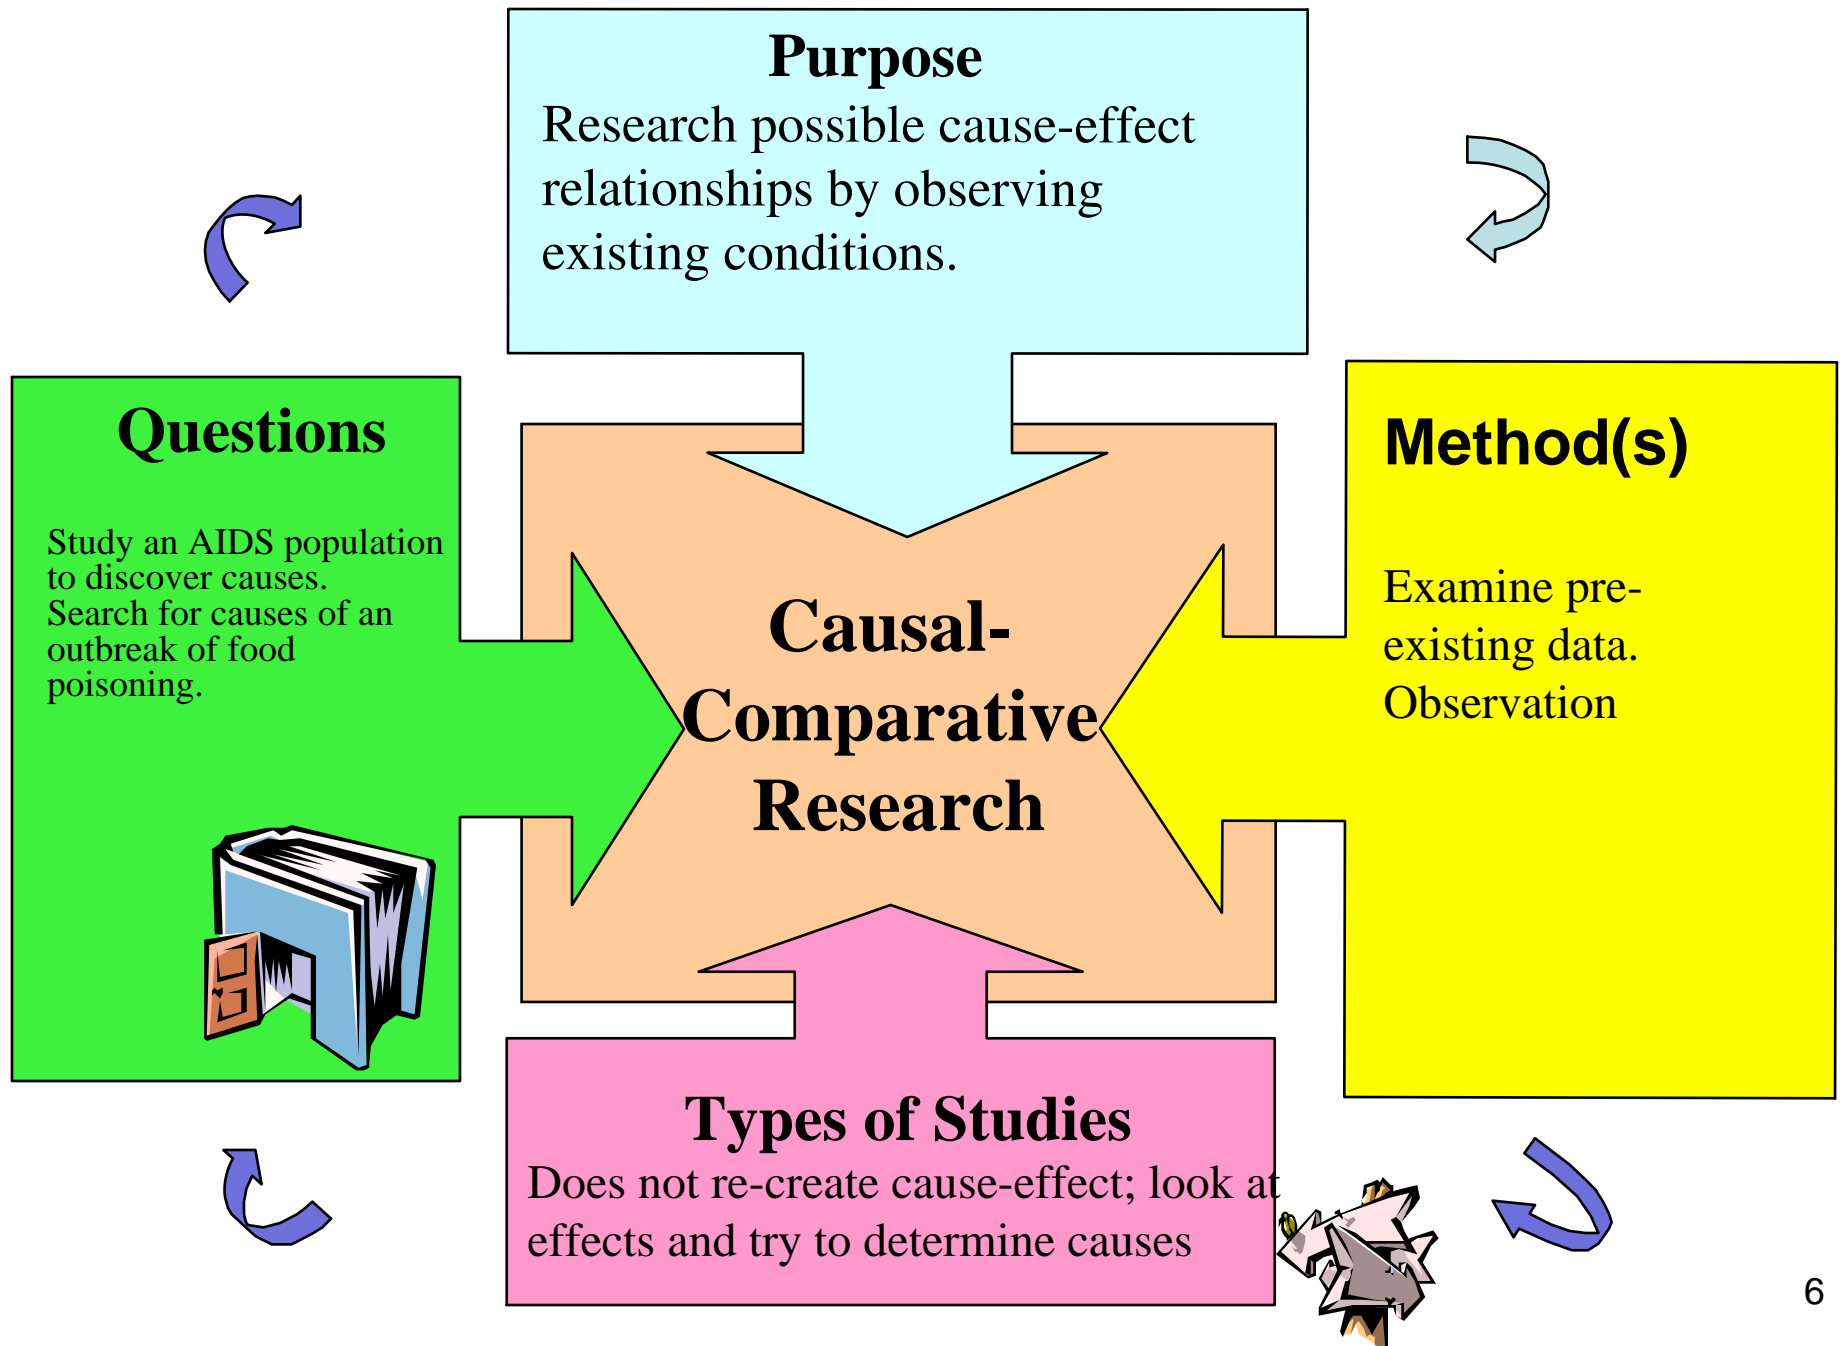 Purpose
Research possible cause-effect
relationships by observing
existing conditions.
Questions
Study an AIDS population
to discover causes.
Search for causes of an
outbreak of food
poisoning.
Causal-
Comparative
Research
Method(s)
Examine pre-
existing data.
Observation
Types of Studies
Does not re-create cause-effect; look at
effects and try to determine causes
6